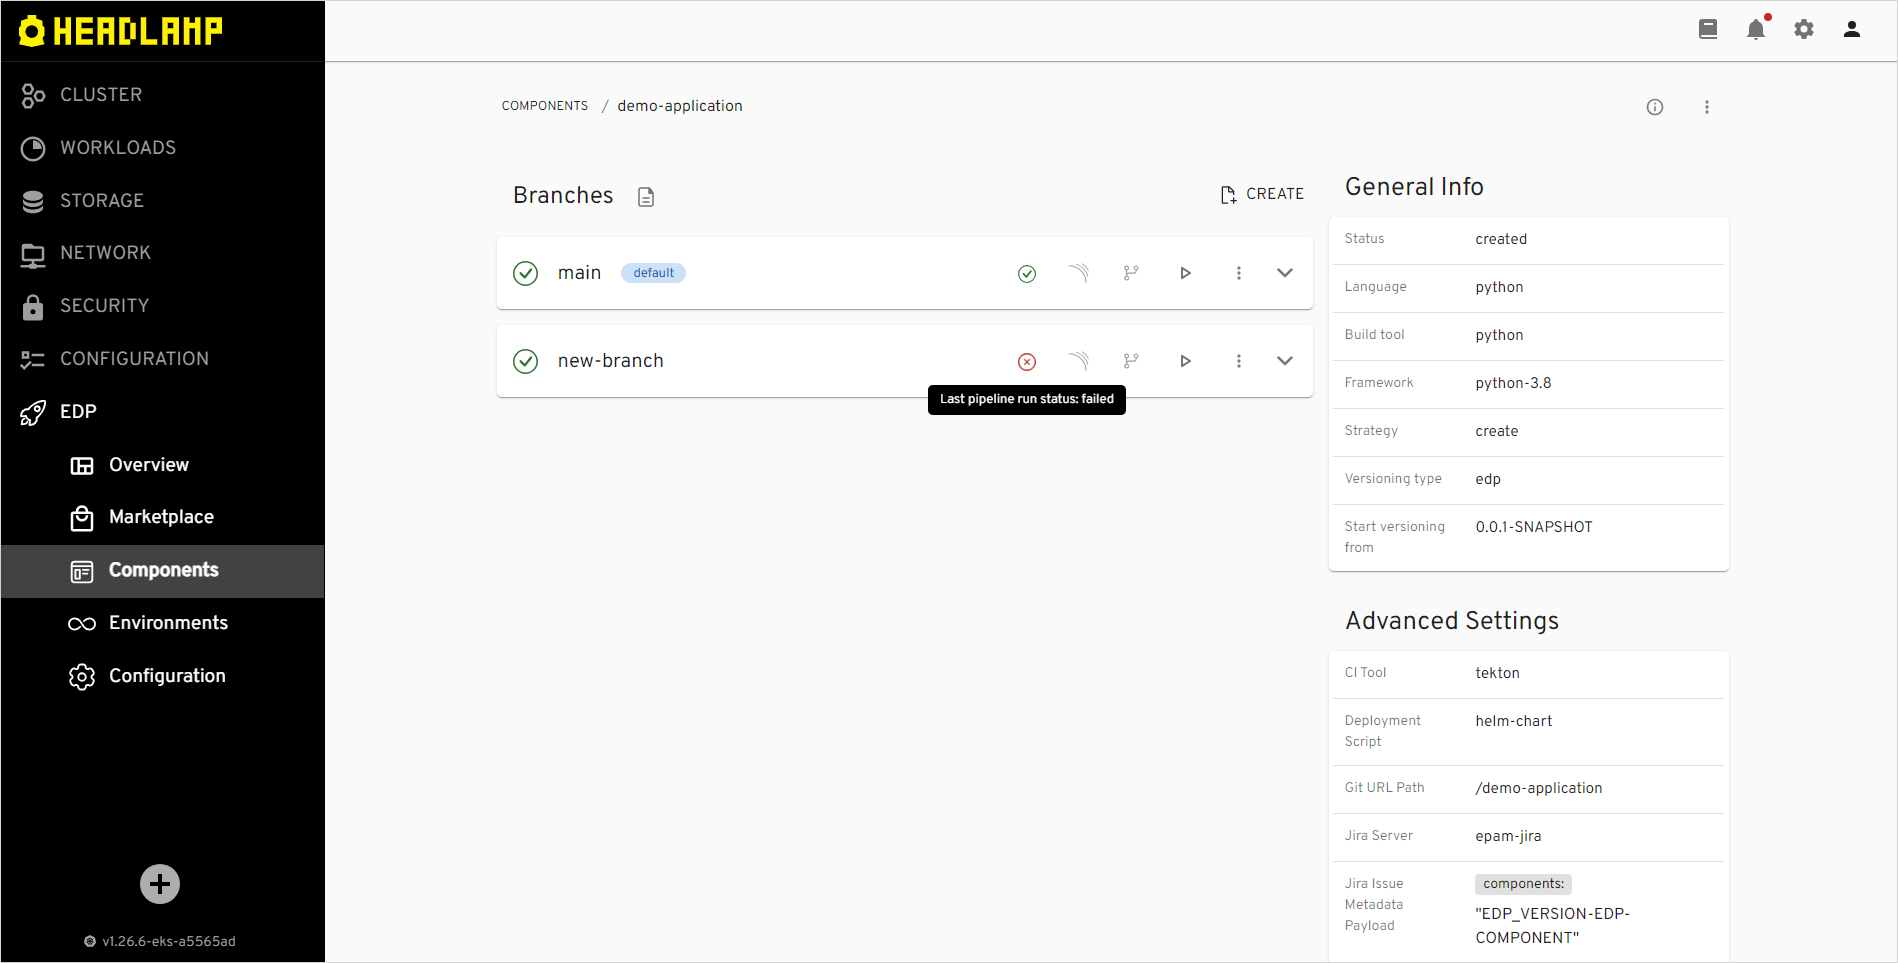 HEADLAMP
CLUSTER
WORKLOADS
STORAGE
NETWORK
SECURITY
CONFIGURATION
EDP
Overview
Marketplace
Components
Environments
Configuration
v1.26.6-eks-a5565ad
COMPONENTS / demo-application
Branches
CREATE
main default
new-branch
Last pipeline run status: failed
General Info
Status created
Language python
Build tool python
Framework python-3.8
Strategy create
Versioning type edp
Start versioning from 0.0.1-SNAPSHOT
Advanced Settings
CI Tool tekton
Deployment Script helm-chart
Git URL Path /demo-application
Jira Server epam-jira
Jira Issue Metadata Payload components:
"EDP_VERSION-EDP-
COMPONENT"